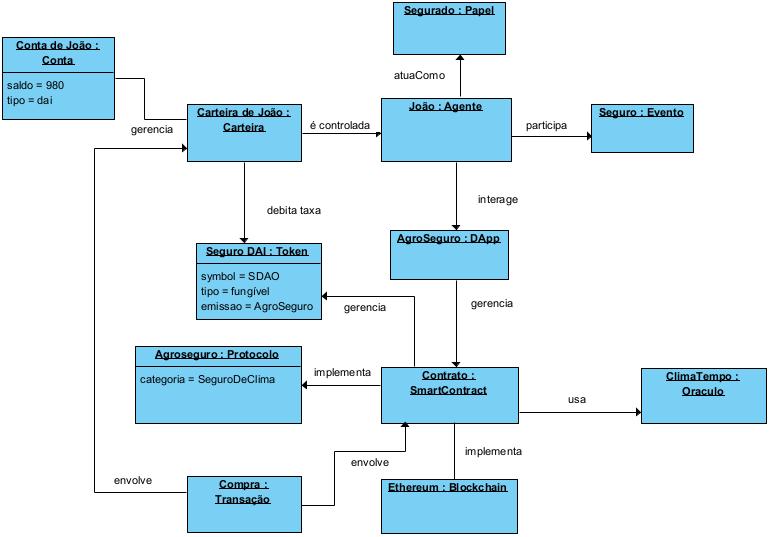 Segurado : Papel
Conta de João :
Conta
saldo = 980
tipo = dai
atuaComo
gerencia
Carteira de João :
Carteira
é controlada
João : Agente
participa
Seguro : Evento
debita taxa
interage
Seguro DAI : Token
symbol = SDAO
tipo = fungível
emissao = AgroSeguro
AgroSeguro : DApp
gerencia
gerencia
Agroseguro : Protocolo
categoria = SeguroDeClima
implementa
Contrato :
SmartContract
usa
ClimaTempo :
Oraculo
envolve
envolve
implementa
Compra :
Transação
Ethereum : Blockchain